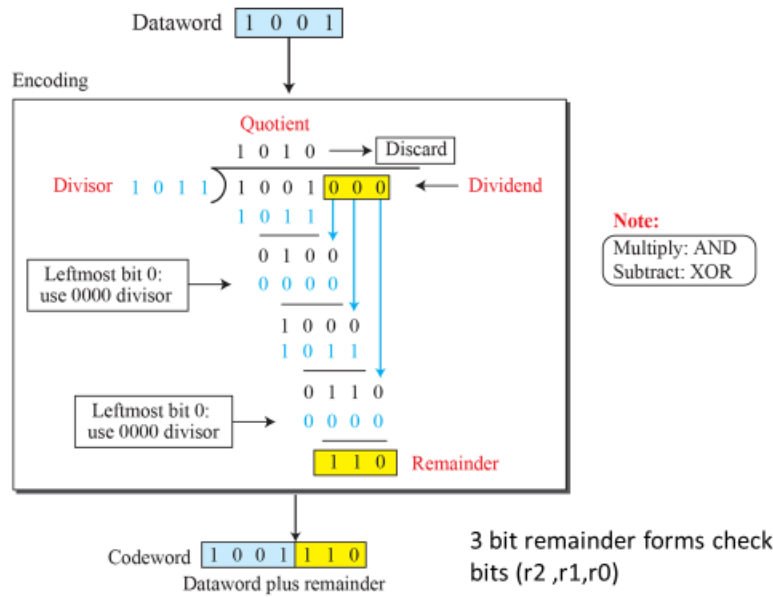 Dataword 1 0 0 1
Encoding
Quotient
1 0 1 0 Discard
Divisor 1 0 1 1 1 0 0 1 0 0 0 Dividend
1 0 1 1
0 1 0 0
Leftmost bit 0:
use 0000 divisor
0 0 0 0
1 0 0 0
1 0 1 1
0 1 1 0
Leftmost bit 0:
use 0000 divisor
0 0 0 0
1 1 0 Remainder
Note:
Multiply: AND
Subtract: XOR
Codeword 1 0 0 1 1 1 0
Dataword plus remainder
3 bit remainder forms check
bits (r2 ,r1,r0)